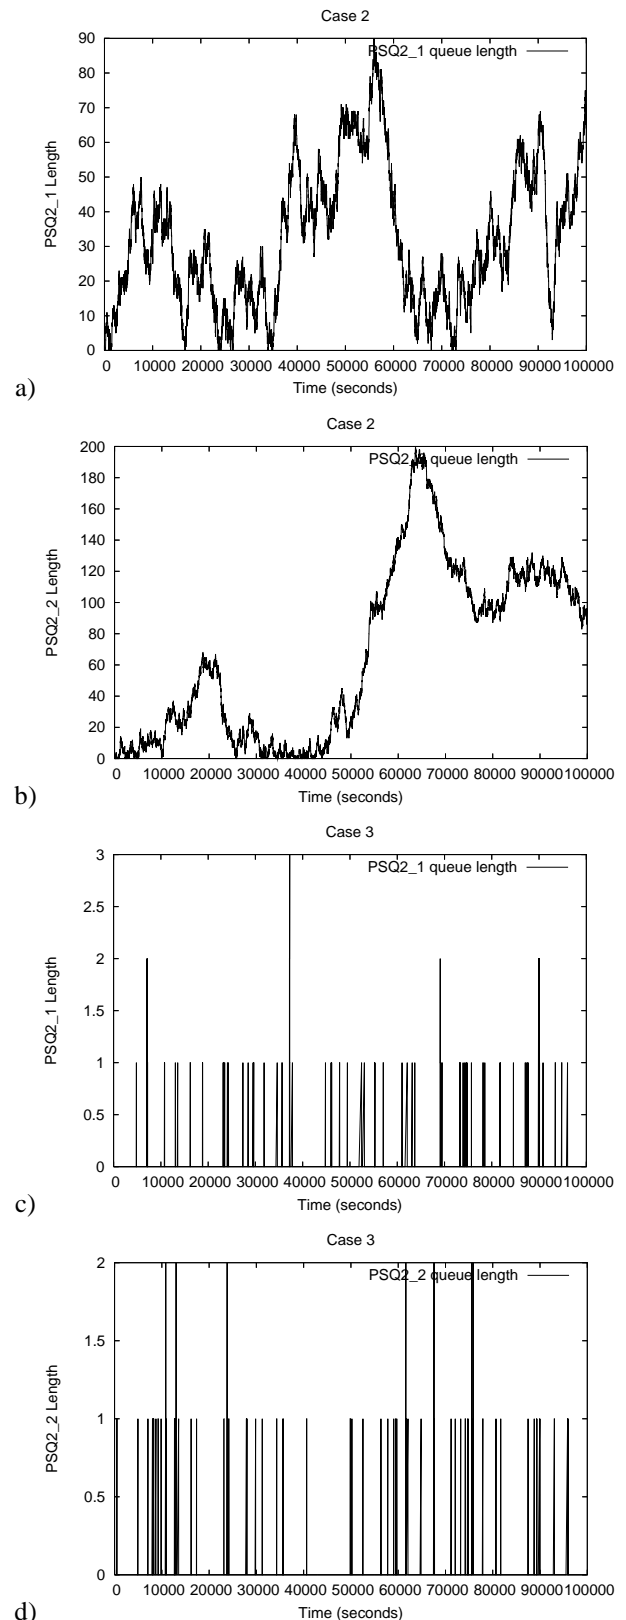 Case 2
PSQ2_1 queue length
90
80
70
60
50
40
30
20
10
0
PSQ2_1 Length
0 10000 20000 30000 40000 50000 60000 70000 80000 90000 100000
Time (seconds)
a)
Case 2
PSQ2_2 queue length
200
180
160
140
120
100
80
60
40
20
0
PSQ2_2 Length
0 10000 20000 30000 40000 50000 60000 70000 80000 90000 100000
Time (seconds)
b)
Case 3
PSQ2_1 queue length
3
2.5
2
1.5
1
0.5
0
PSQ2_1 Length
0 10000 20000 30000 40000 50000 60000 70000 80000 90000 100000
Time (seconds)
c)
Case 3
PSQ2_2 queue length
2
1.5
1
0.5
0
PSQ2_2 Length
0 10000 20000 30000 40000 50000 60000 70000 80000 90000 100000
Time (seconds)
d)